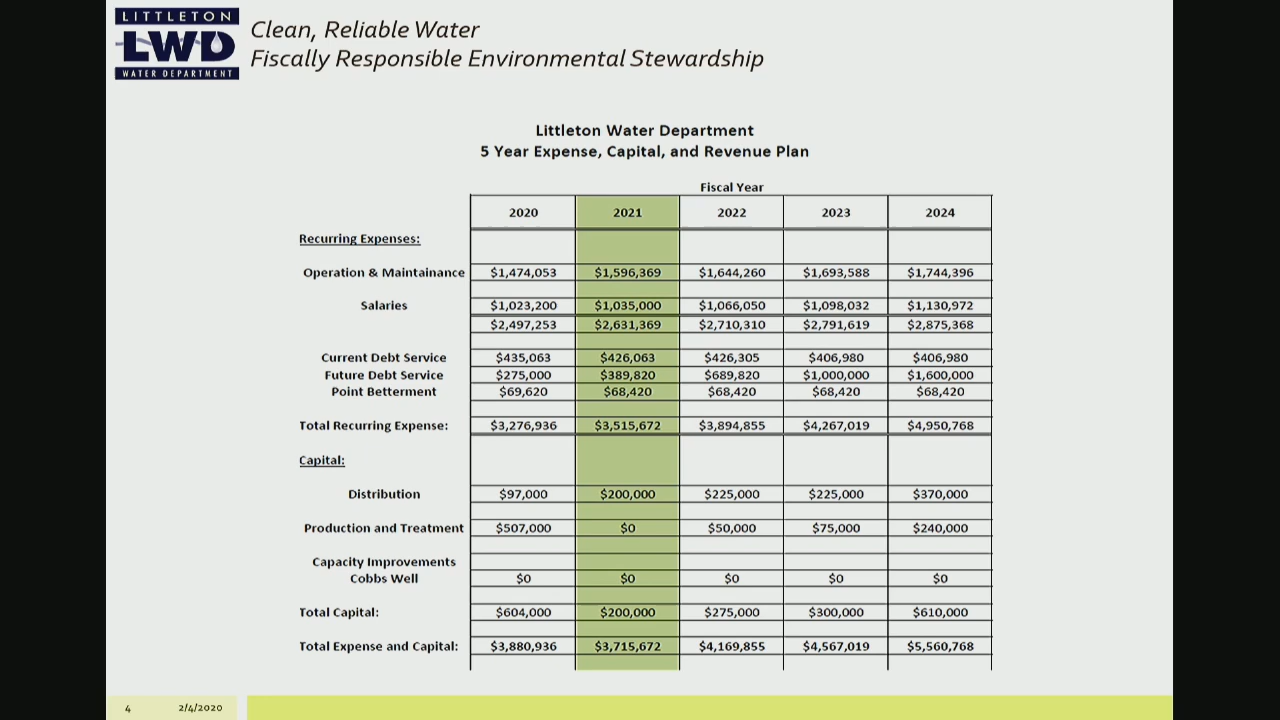 LITTLETON
LWD
WATER DEPARTMENT
Clean, Reliable Water
Fiscally Responsible Environmental Stewardship
Littleton Water Department
5 Year Expense, Capital, and Revenue Plan
Fiscal Year
2020 2021 2022 2023 2024
Recurring Expenses:
Operation & Maintainance $1,474,053 $1,596,369 $1,644,260 $1,693,588 $1,744,396
Salaries $1,023,200 $1,035,000 $1,066,050 $1,098,032 $1,130,972
$2,497,253 $2,631,369 $2,710,310 $2,791,619 $2,875,368
Current Debt Service $435,063 $426,063 $426,305 $406,980 $406,980
Future Debt Service $275,000 $389,820 $689,820 $1,000,000 $1,600,000
Point Betterment $69,620 $68,420 $68,420 $68,420 $68,420
Total Recurring Expense: $3,276,936 $3,515,672 $3,894,855 $4,267,019 $4,950,768
Capital:
Distribution $97,000 $200,000 $225,000 $225,000 $370,000
Production and Treatment $507,000 $0 $50,000 $75,000 $240,000
Capacity Improvements
Cobbs Well $0 $0 $0 $0 $0
Total Capital: $604,000 $200,000 $275,000 $300,000 $610,000
Total Expense and Capital: $3,880,936 $3,715,672 $4,169,855 $4,567,019 $5,560,768
4 2/4/2020